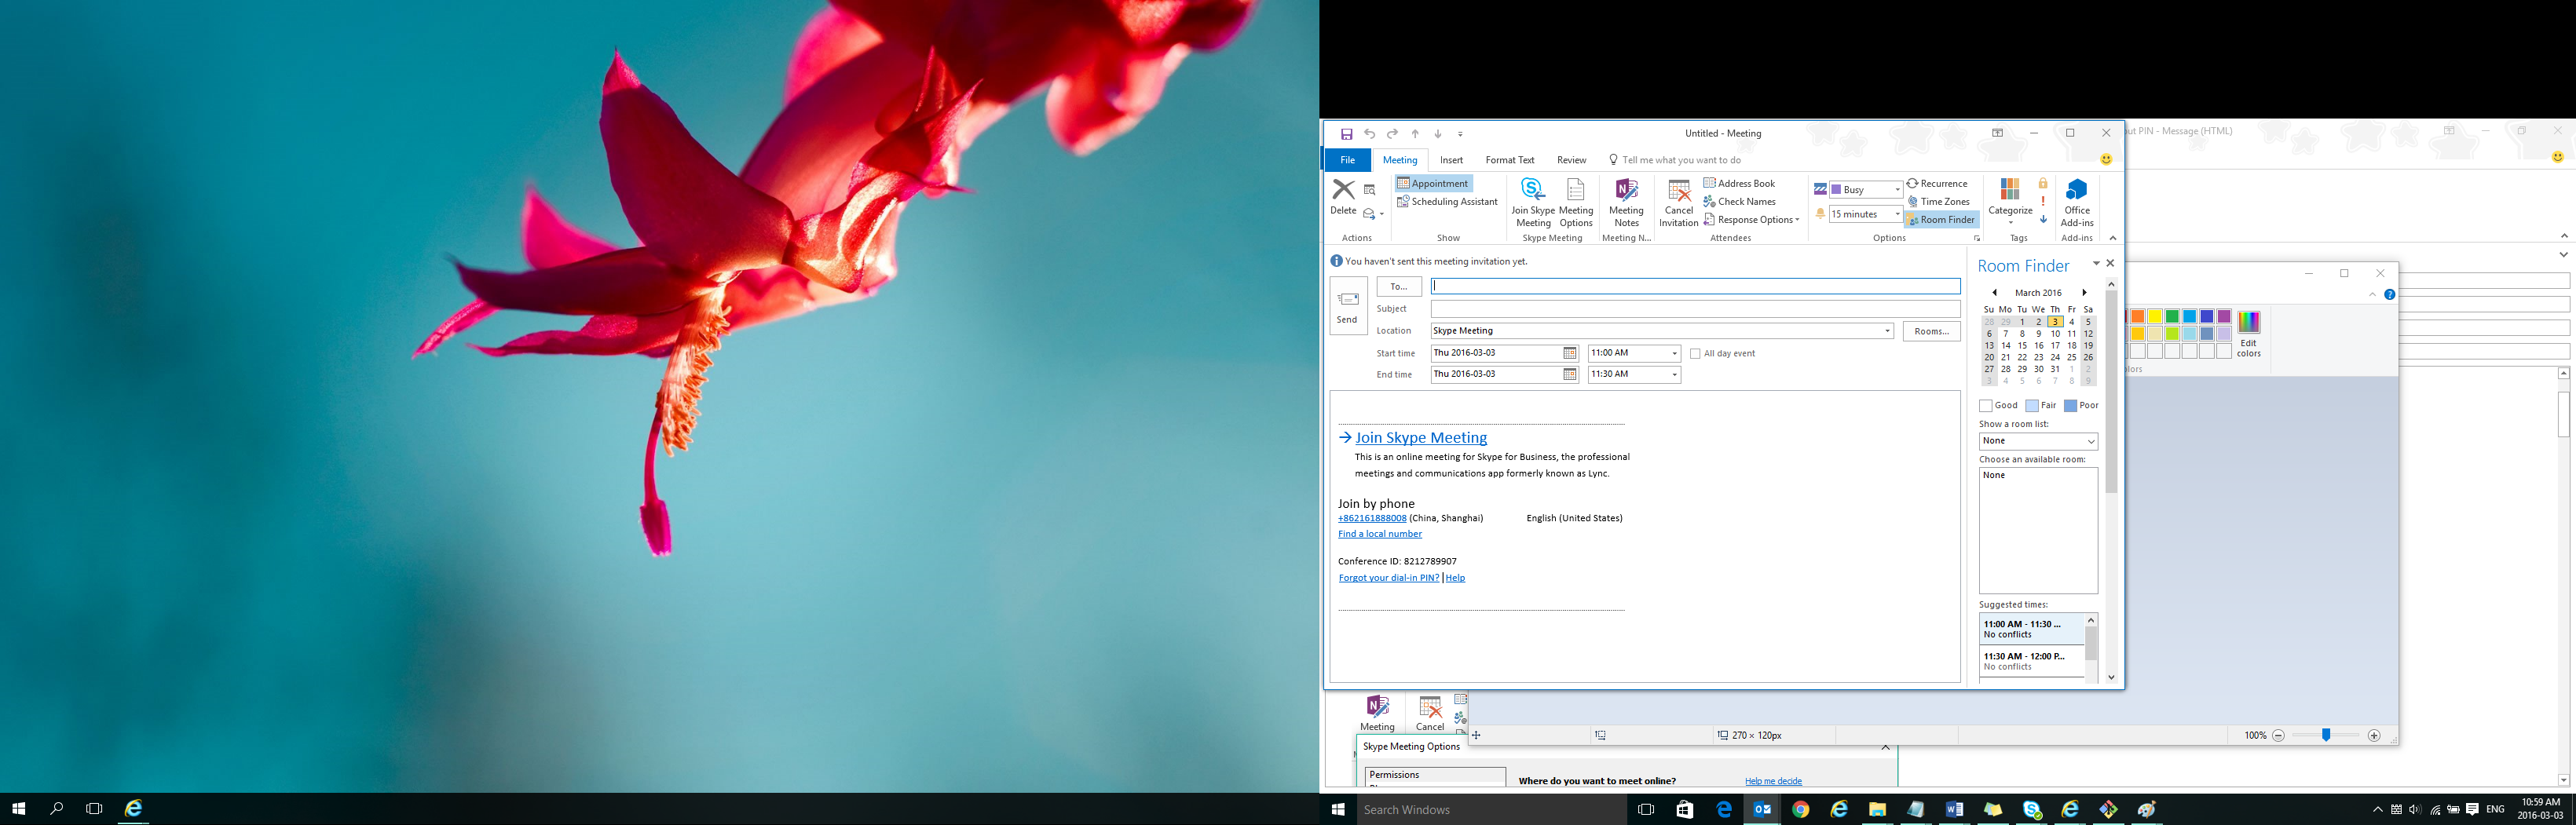 Untitled - Meeting
out PIN - Message (HTML)
File Meeting Insert Format Text Review Tell me what you want to do
Delete
Appointment
Scheduling Assistant
Join Skype Meeting
Meeting Options
Meeting Notes
Cancel Invitation
Address Book
Check Names
Response Options
Busy
15 minutes
Recurrence
Time Zones
Room Finder
Categorize
Office Add-ins
Actions Show Skype Meeting Meeting N... Attendees Options Tags Add-ins
You haven't sent this meeting invitation yet.
Send
To...
Subject
Location Skype Meeting Rooms...
Start time Thu 2016-03-03 11:00 AM All day event
End time Thu 2016-03-03 11:30 AM
Join Skype Meeting
This is an online meeting for Skype for Business, the professional
meetings and communications app formerly known as Lync.
Join by phone
+862161888008 (China, Shanghai) English (United States)
Find a local number
Conference ID: 8212789907
Forgot your dial-in PIN? | Help
Room Finder
March 2016
Su Mo Tu We Th Fr Sa
28 29 1 2 3 4 5
6 7 8 9 10 11 12
13 14 15 16 17 18 19
20 21 22 23 24 25 26
27 28 29 30 31 1 2
3 4 5 6 7 8 9
Good Fair Poor
Show a room list:
None
Choose an available room:
None
Suggested times:
11:00 AM - 11:30 ...
No conflicts
11:30 AM - 12:00 P...
No conflicts
Edit colors
lors
Meeting Cancel
270 × 120px
100%
Skype Meeting Options
Permissions
Where do you want to meet online? Help me decide
Search Windows
ENG
10:59 AM
2016-03-03